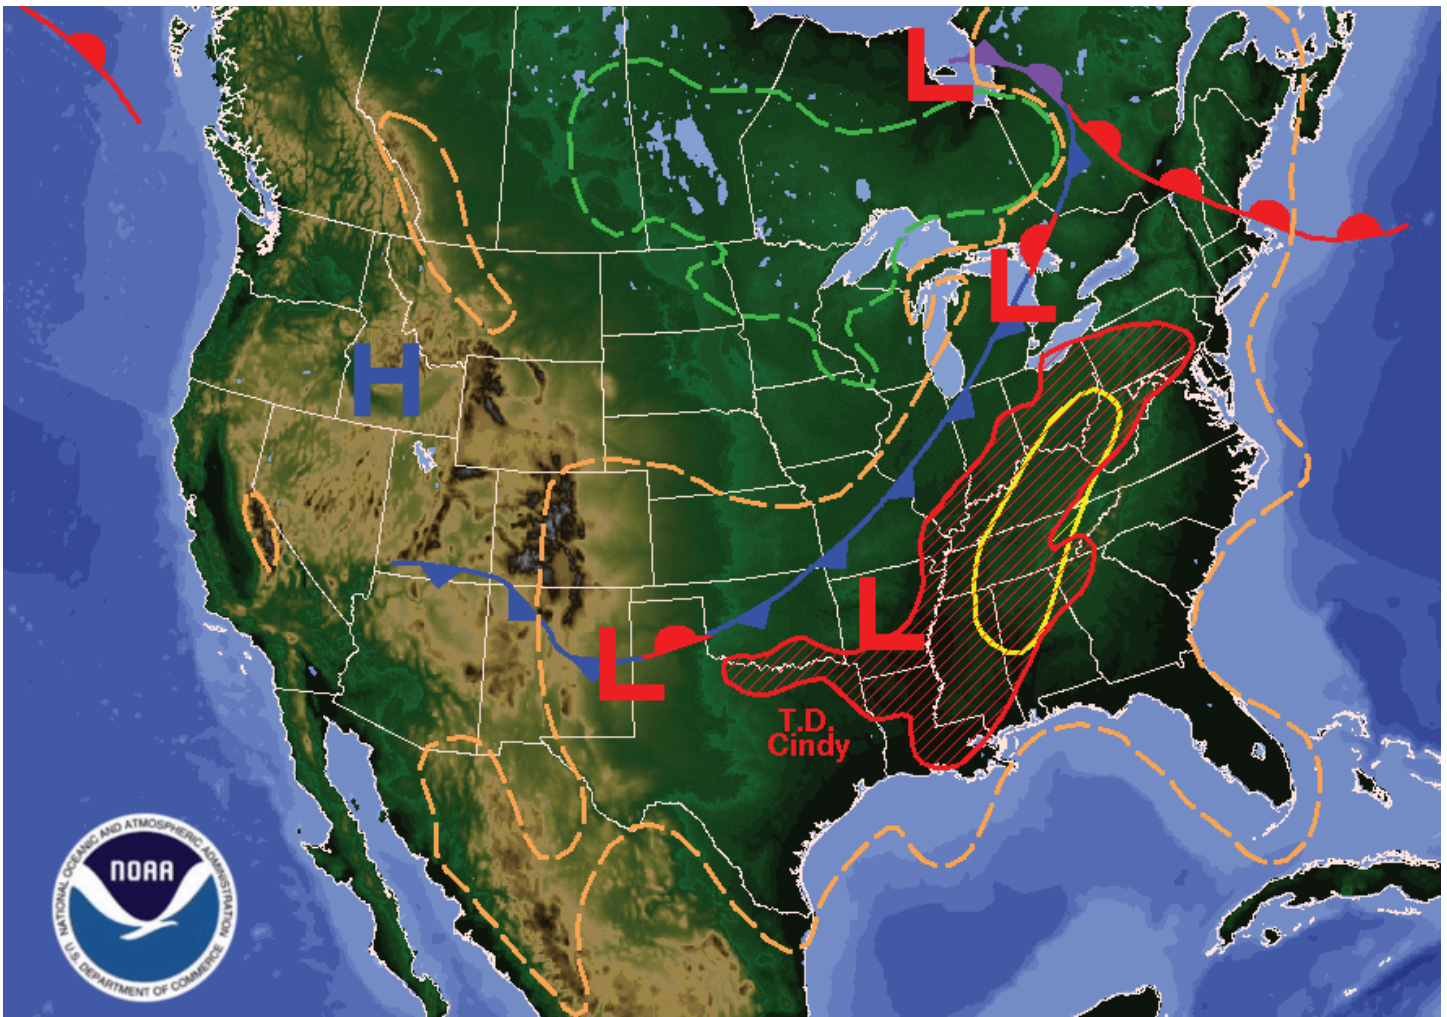 L
L
H
L
L
T.D.
Cindy
NATIONAL OCEANIC AND ATMOSPHERIC ADMINISTRATION
NOAA
U.S. DEPARTMENT OF COMMERCE